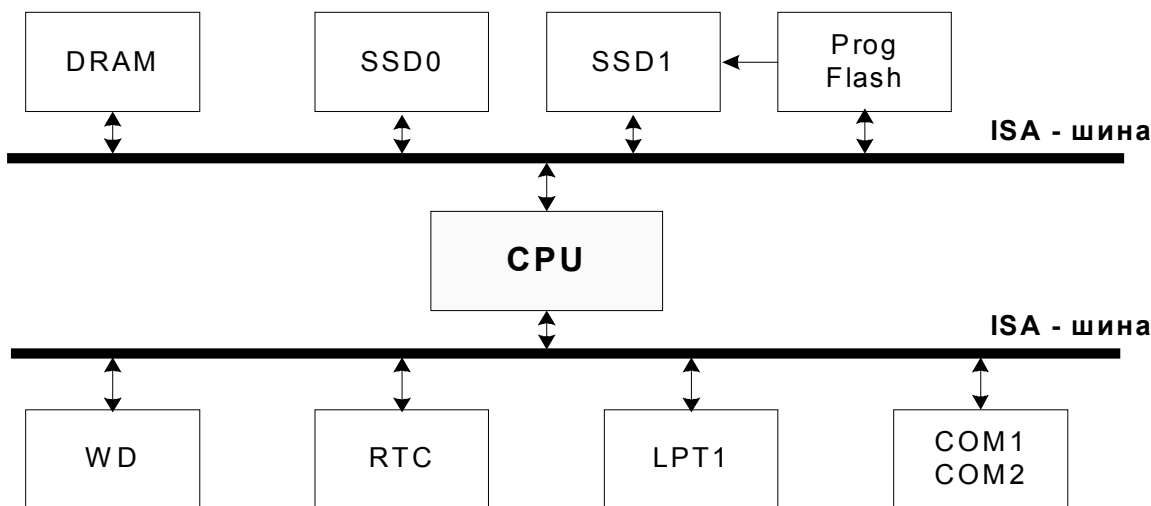 DRAM
SSD0
SSD1
Prog
Flash
ISA - шина
CPU
ISA - шина
WD
RTC
LPT1
COM1
COM2